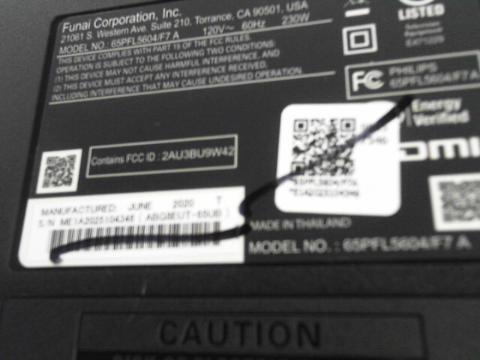 Funai Corporation, Inc.
21061 S. Western Ave. Suite 210, Torrance, CA 90501, USA
MODEL NO : 65PFL5604/F7 A 120V~ 60Hz 230W
THIS DEVICE COMPLIES WITH PART 15 OF THE FCC RULES.
OPERATION IS SUBJECT TO THE FOLLOWING TWO CONDITIONS:
(1) THIS DEVICE MAY NOT CAUSE HARMFUL INTERFERENCE, AND
(2) THIS DEVICE MUST ACCEPT ANY INTERFERENCE RECEIVED,
INCLUDING INTERFERENCE THAT MAY CAUSE UNDESIRED OPERATION.
LISTED
FC PHILIPS
65PFL5604/F7 A
Energy
Verified
Contains FCC ID : 2AU3BU9W42
MANUFACTURED: JUNE 2020 T
MADE IN THAILAND
MODEL NO. : 65PFL5604/F7 A
CAUTION